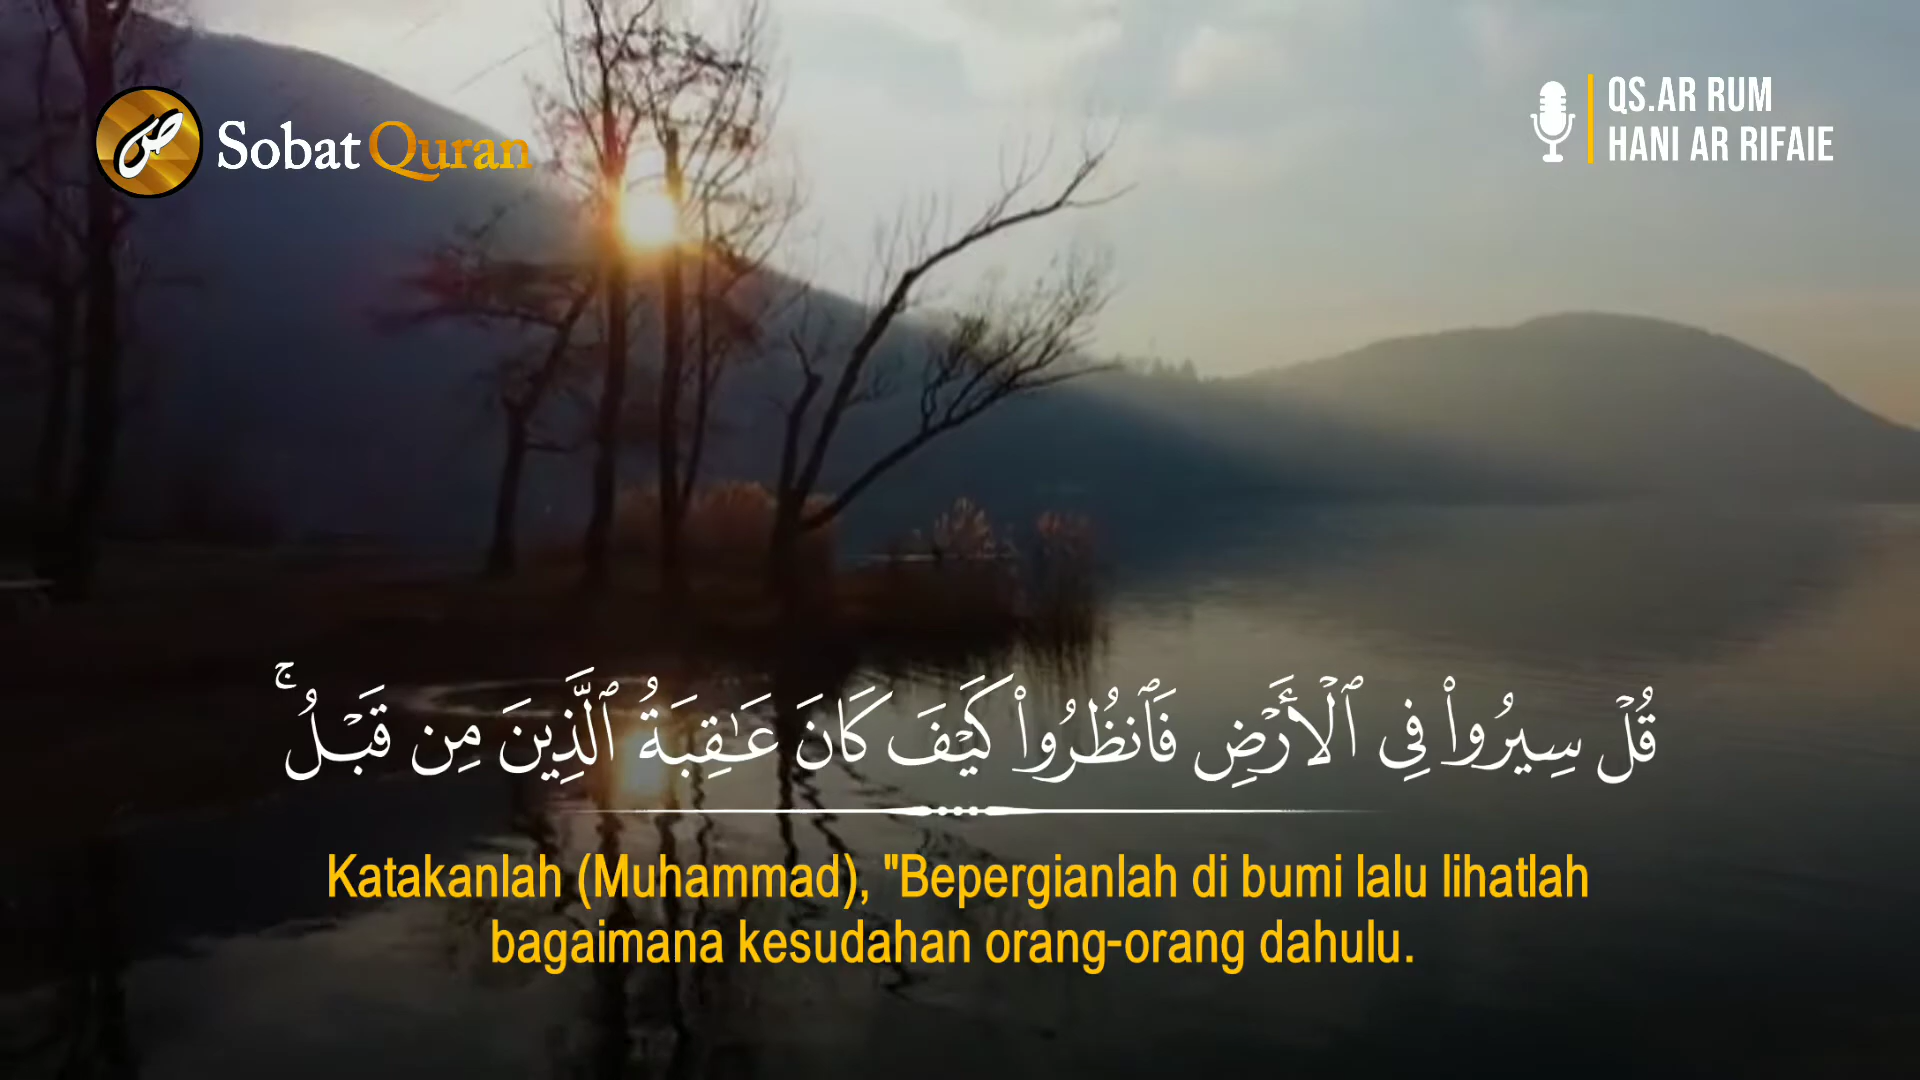 ص
Sobat Quran
QS.AR RUM
HANI AR RIFAIE
قُلْ سِيرُوا۟ فِى ٱلْأَرْضِ فَٱنظُرُوا۟ كَيْفَ كَانَ عَـٰقِبَةُ ٱلَّذِينَ مِن قَبْلُ ۚ
Katakanlah (Muhammad), "Bepergianlah di bumi lalu lihatlah
bagaimana kesudahan orang-orang dahulu.